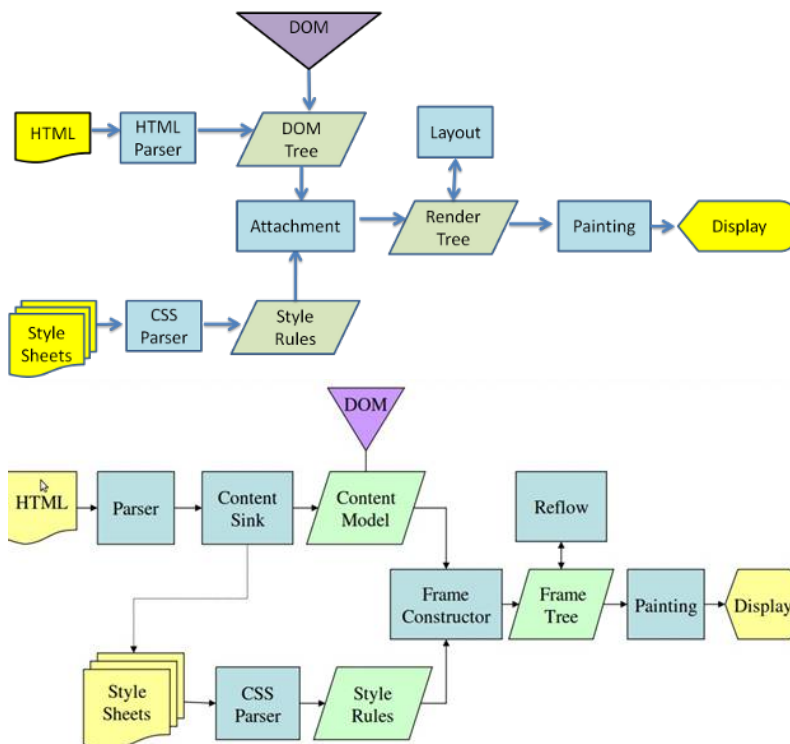 DOM
HTML
HTML
Parser
DOM
Tree
Layout
Attachment
Render
Tree
Painting
Display
Style
Sheets
CSS
Parser
Style
Rules
DOM
HTML
Parser
Content
Sink
Content
Model
Reflow
Frame
Constructor
Frame
Tree
Painting
Display
Style
Sheets
CSS
Parser
Style
Rules